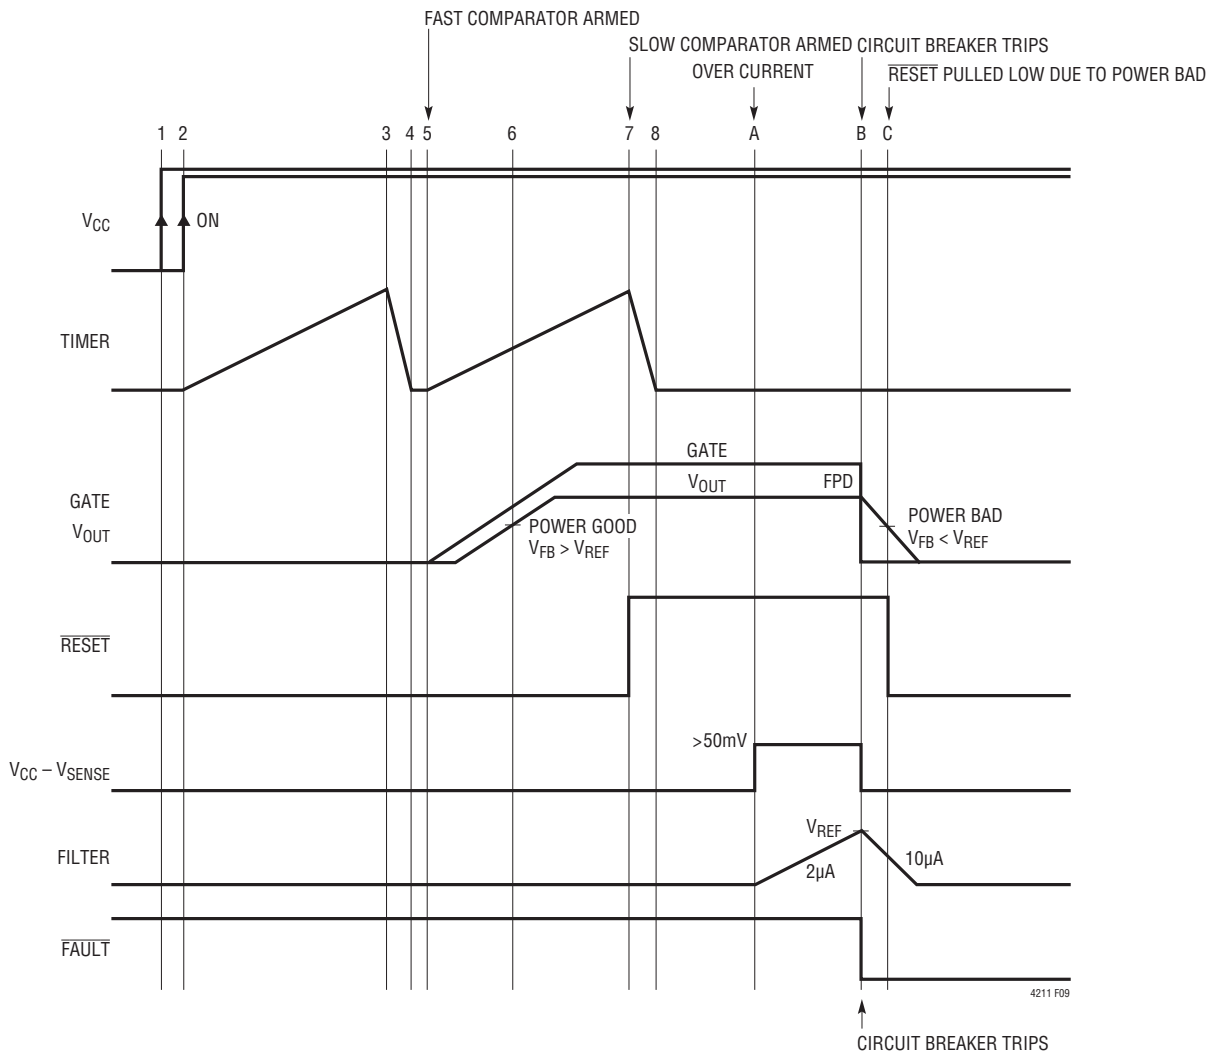 FAST COMPARATOR ARMED
SLOW COMPARATOR ARMED CIRCUIT BREAKER TRIPS
OVER CURRENT
RESET PULLED LOW DUE TO POWER BAD
1 2 3 4 5 6 7 8 A B C
VCC
ON
TIMER
GATE
VOUT
GATE
VOUT
FPD
POWER GOOD
VFB > VREF
POWER BAD
VFB < VREF
RESET
>50mV
VCC – VSENSE
VREF
FILTER
2µA
10µA
FAULT
4211 F09
CIRCUIT BREAKER TRIPS